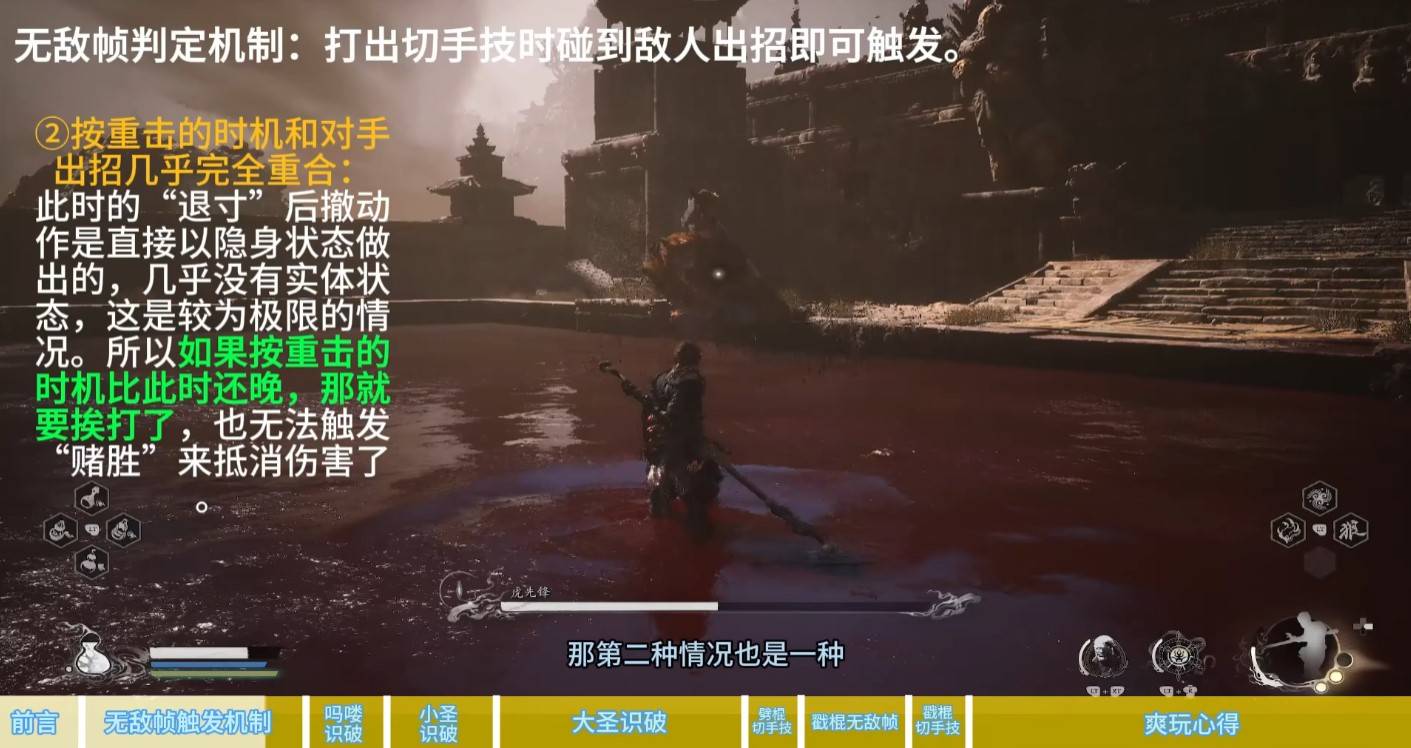 无敌帧判定机制：打出切手技时碰到敌人出招即可触发。
②按重击的时机和对手
出招几乎完全重合：
此时的“退寸”后撤动
作是直接以隐身状态做
出的，几乎没有实体状
态，这是较为极限的情
况。所以如果按重击的
时机比此时还晚，那就
要挨打了，也无法触发
“赌胜”来抵消伤害了
虎先锋
那第二种情况也是一种
LT + RT
前言
无敌帧触发机制
吗喽
识破
小圣
识破
大圣识破
劈棍
切手技
戳棍无敌帧
戳棍
切手技
爽玩心得